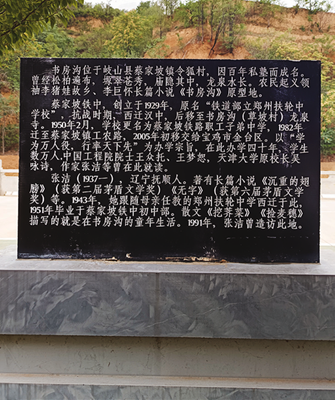 书房沟位于岐山县蔡家坡镇令狐村，因百年私塾而成名。
曾经松柏遍布，琚翠苍秀，庙隐其中，龙泉水长。农民起义领
袖李猪娃故乡、李巨怀长篇小说《书房沟》原型地。
蔡家坡铁中，创立于1929年，原名“铁道部立郑州扶轮中
学校”，抗战时期，西迁汉中，后移至书房沟（草坡村）龙泉
寺。1950年2月，学校更名为蔡家坡铁路职工子弟中学，1982年
迁至蔡家坡镇工农路，2005年初移交给宝鸡市金台区。以“学
为万人役，行率天下先”为办学宗旨，在此办学四十年，学生
数万人,中国工程院院士王众托、王梦恕，天津大学原校长吴
咏诗，作家张洁等曾在此就读。
张洁（1937—），辽宁抚顺人。著有长篇小说《沉重的翅
膀》（获第二届茅盾文学奖）《无字》（获第六届茅盾文学
奖）等。1943年，她跟随母亲任教的郑州扶轮中学西迁于此，
1951年毕业于蔡家坡铁中初中部。散文《挖荠菜》《捡麦穗》
描写的就是在书房沟的童年生活。1991年，张洁曾造访此地。